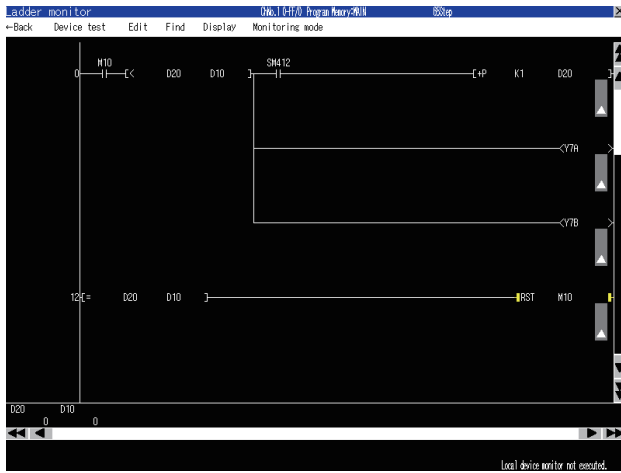 Ladder monitor ChNo.1 0-FF/0 Program Memory:MAIN 65Step
←Back Device test Edit Find Display Monitoring mode
M10 SM412
0 [< D20 D10 ] [+P K1 D20 ]
<Y7A >
<Y7B >
12 [= D20 D10 ] RST M10
D20 D10
0 0
Local device monitor not executed.